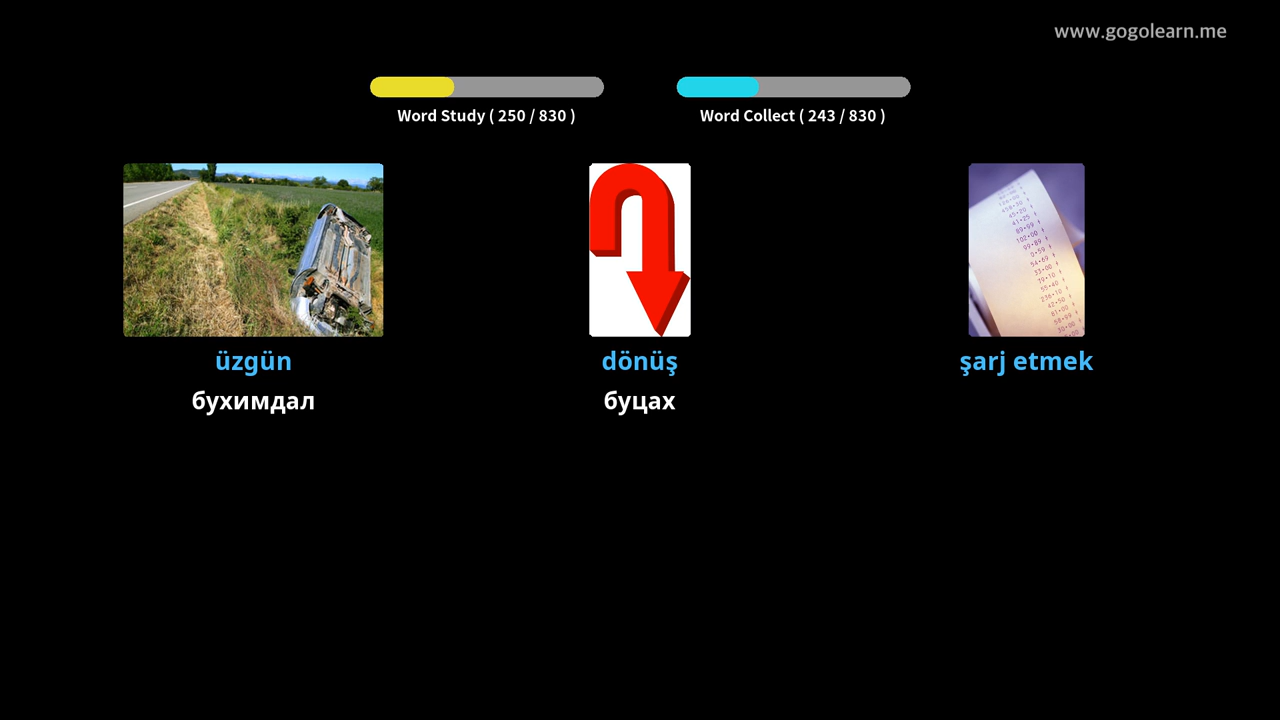 www.gogolearn.me
Word Study ( 250 / 830 )
Word Collect ( 243 / 830 )
üzgün
бухимдал
dönüş
буцах
şarj etmek